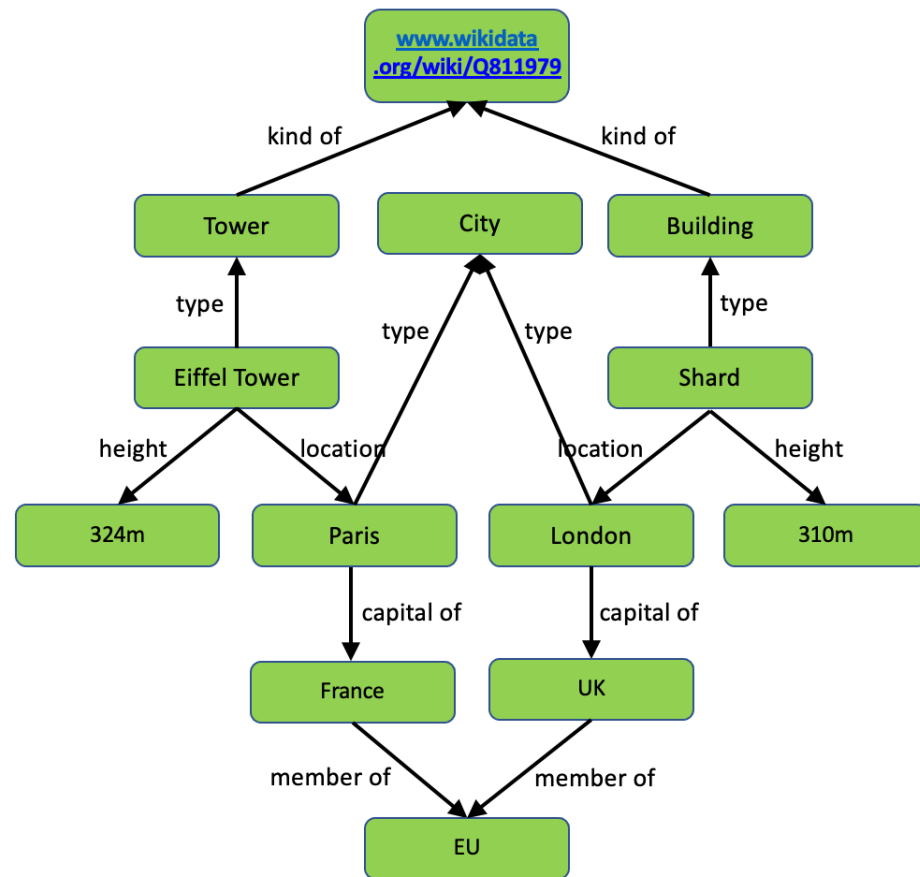 www.wikidata
.org/wiki/Q811979
kind of
kind of
Tower
City
Building
type
type
type
type
Eiffel Tower
Shard
height
location
location
height
324m
Paris
London
310m
capital of
capital of
France
UK
member of
member of
EU